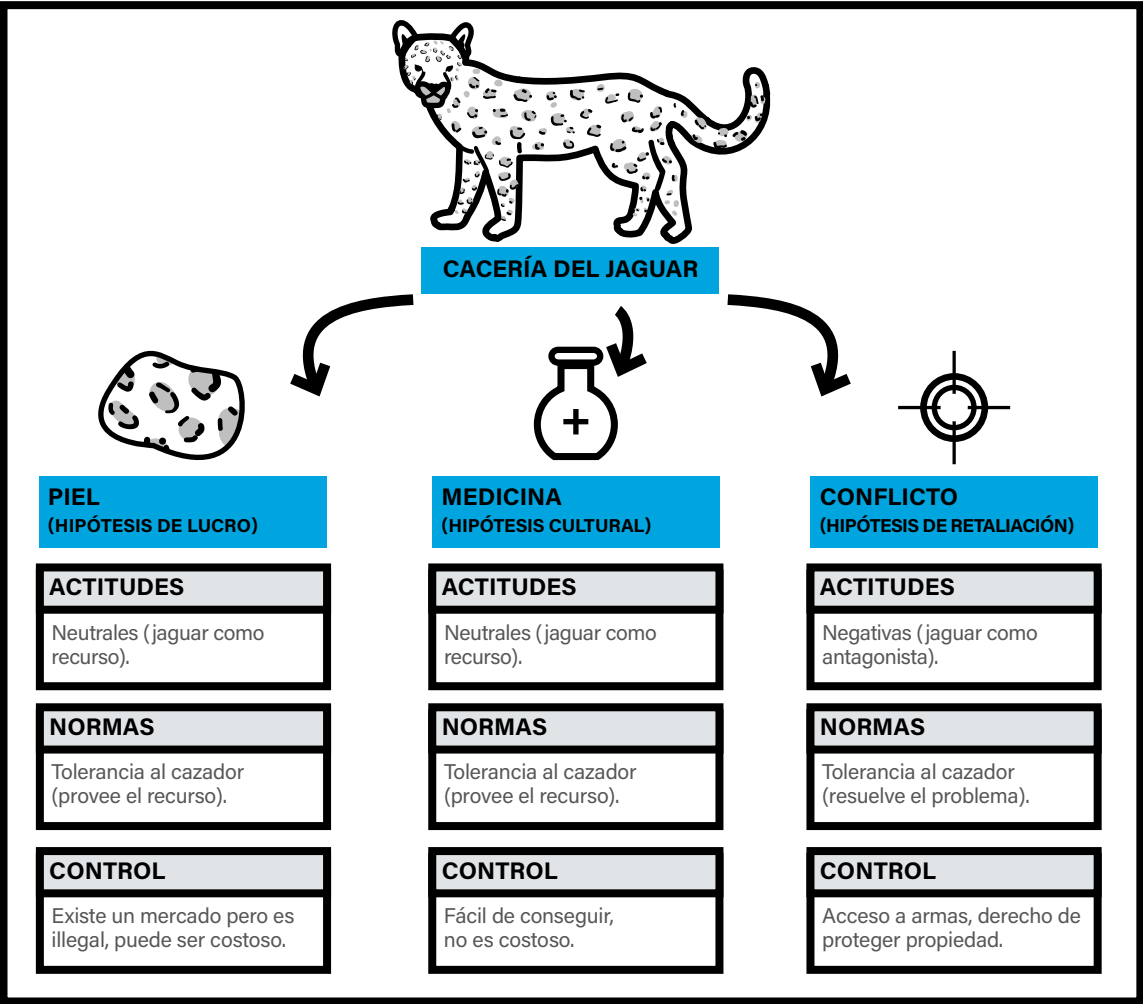 CACERÍA DEL JAGUAR
PIEL
(HIPÓTESIS DE LUCRO)
ACTITUDES
Neutrales (jaguar como
recurso).
NORMAS
Tolerancia al cazador
(provee el recurso).
CONTROL
Existe un mercado pero es
illegal, puede ser costoso.
MEDICINA
(HIPÓTESIS CULTURAL)
ACTITUDES
Neutrales (jaguar como
recurso).
NORMAS
Tolerancia al cazador
(provee el recurso).
CONTROL
Fácil de conseguir,
no es costoso.
CONFLICTO
(HIPÓTESIS DE RETALIACIÓN)
ACTITUDES
Negativas (jaguar como
antagonista).
NORMAS
Tolerancia al cazador
(resuelve el problema).
CONTROL
Acceso a armas, derecho de
proteger propiedad.